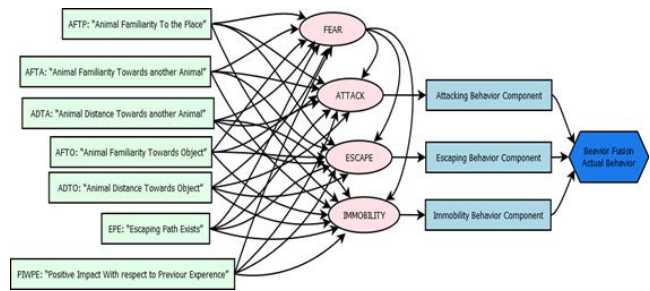 AFTP: "Animal Familiarity To the Place"
AFTA: "Animal Familiarity Towards another Animal"
ADTA: "Animal Distance Towards another Animal"
AFTO: "Animal Familiarity Towards Object"
ADTO: "Animal Distance Towards Object"
EPE: "Escaping Path Exists"
PIWPE: "Positive Impact With respect to Previour Experence"
FEAR
ATTACK
ESCAPE
IMMOBILITY
Attacking Behavior Component
Escaping Behavior Component
Immobility Behavior Component
Beavior Fusion
Actual Behavior